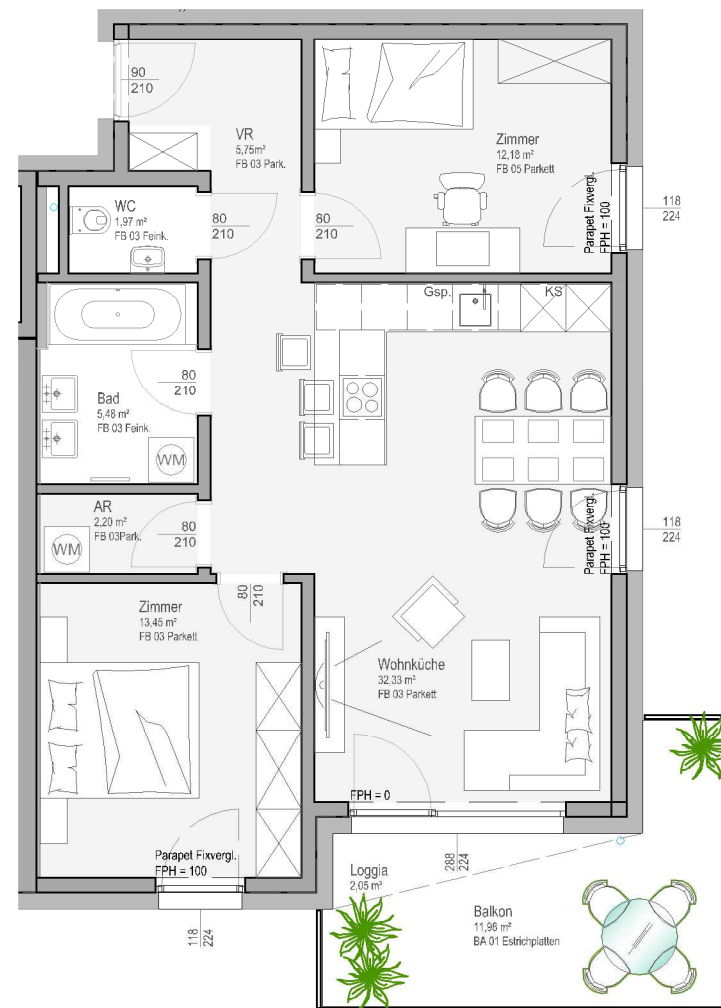 90
210
VR
5,75m²
FB 03 Park.
Zimmer
12,18 m²
FB 05 Parkett
Parapet Fixvergl.
FPH = 100
118
224
WC
1,97 m²
FB 03 Feink.
80
210
80
210
Gsp.
KS
Bad
5,48 m²
FB 03 Feink.
80
210
WM
AR
2,20 m²
FB 03Park.
80
210
WM
Parapet Fixvergl.
FPH = 100
118
224
80
210
Zimmer
13,45 m²
FB 03 Parkett
Wohnküche
32,33 m²
FB 03 Parkett
FPH = 0
Parapet Fixvergl.
FPH = 100
118
224
288
224
Loggia
2,05 m²
Balkon
11,98 m²
BA 01 Estrichplatten